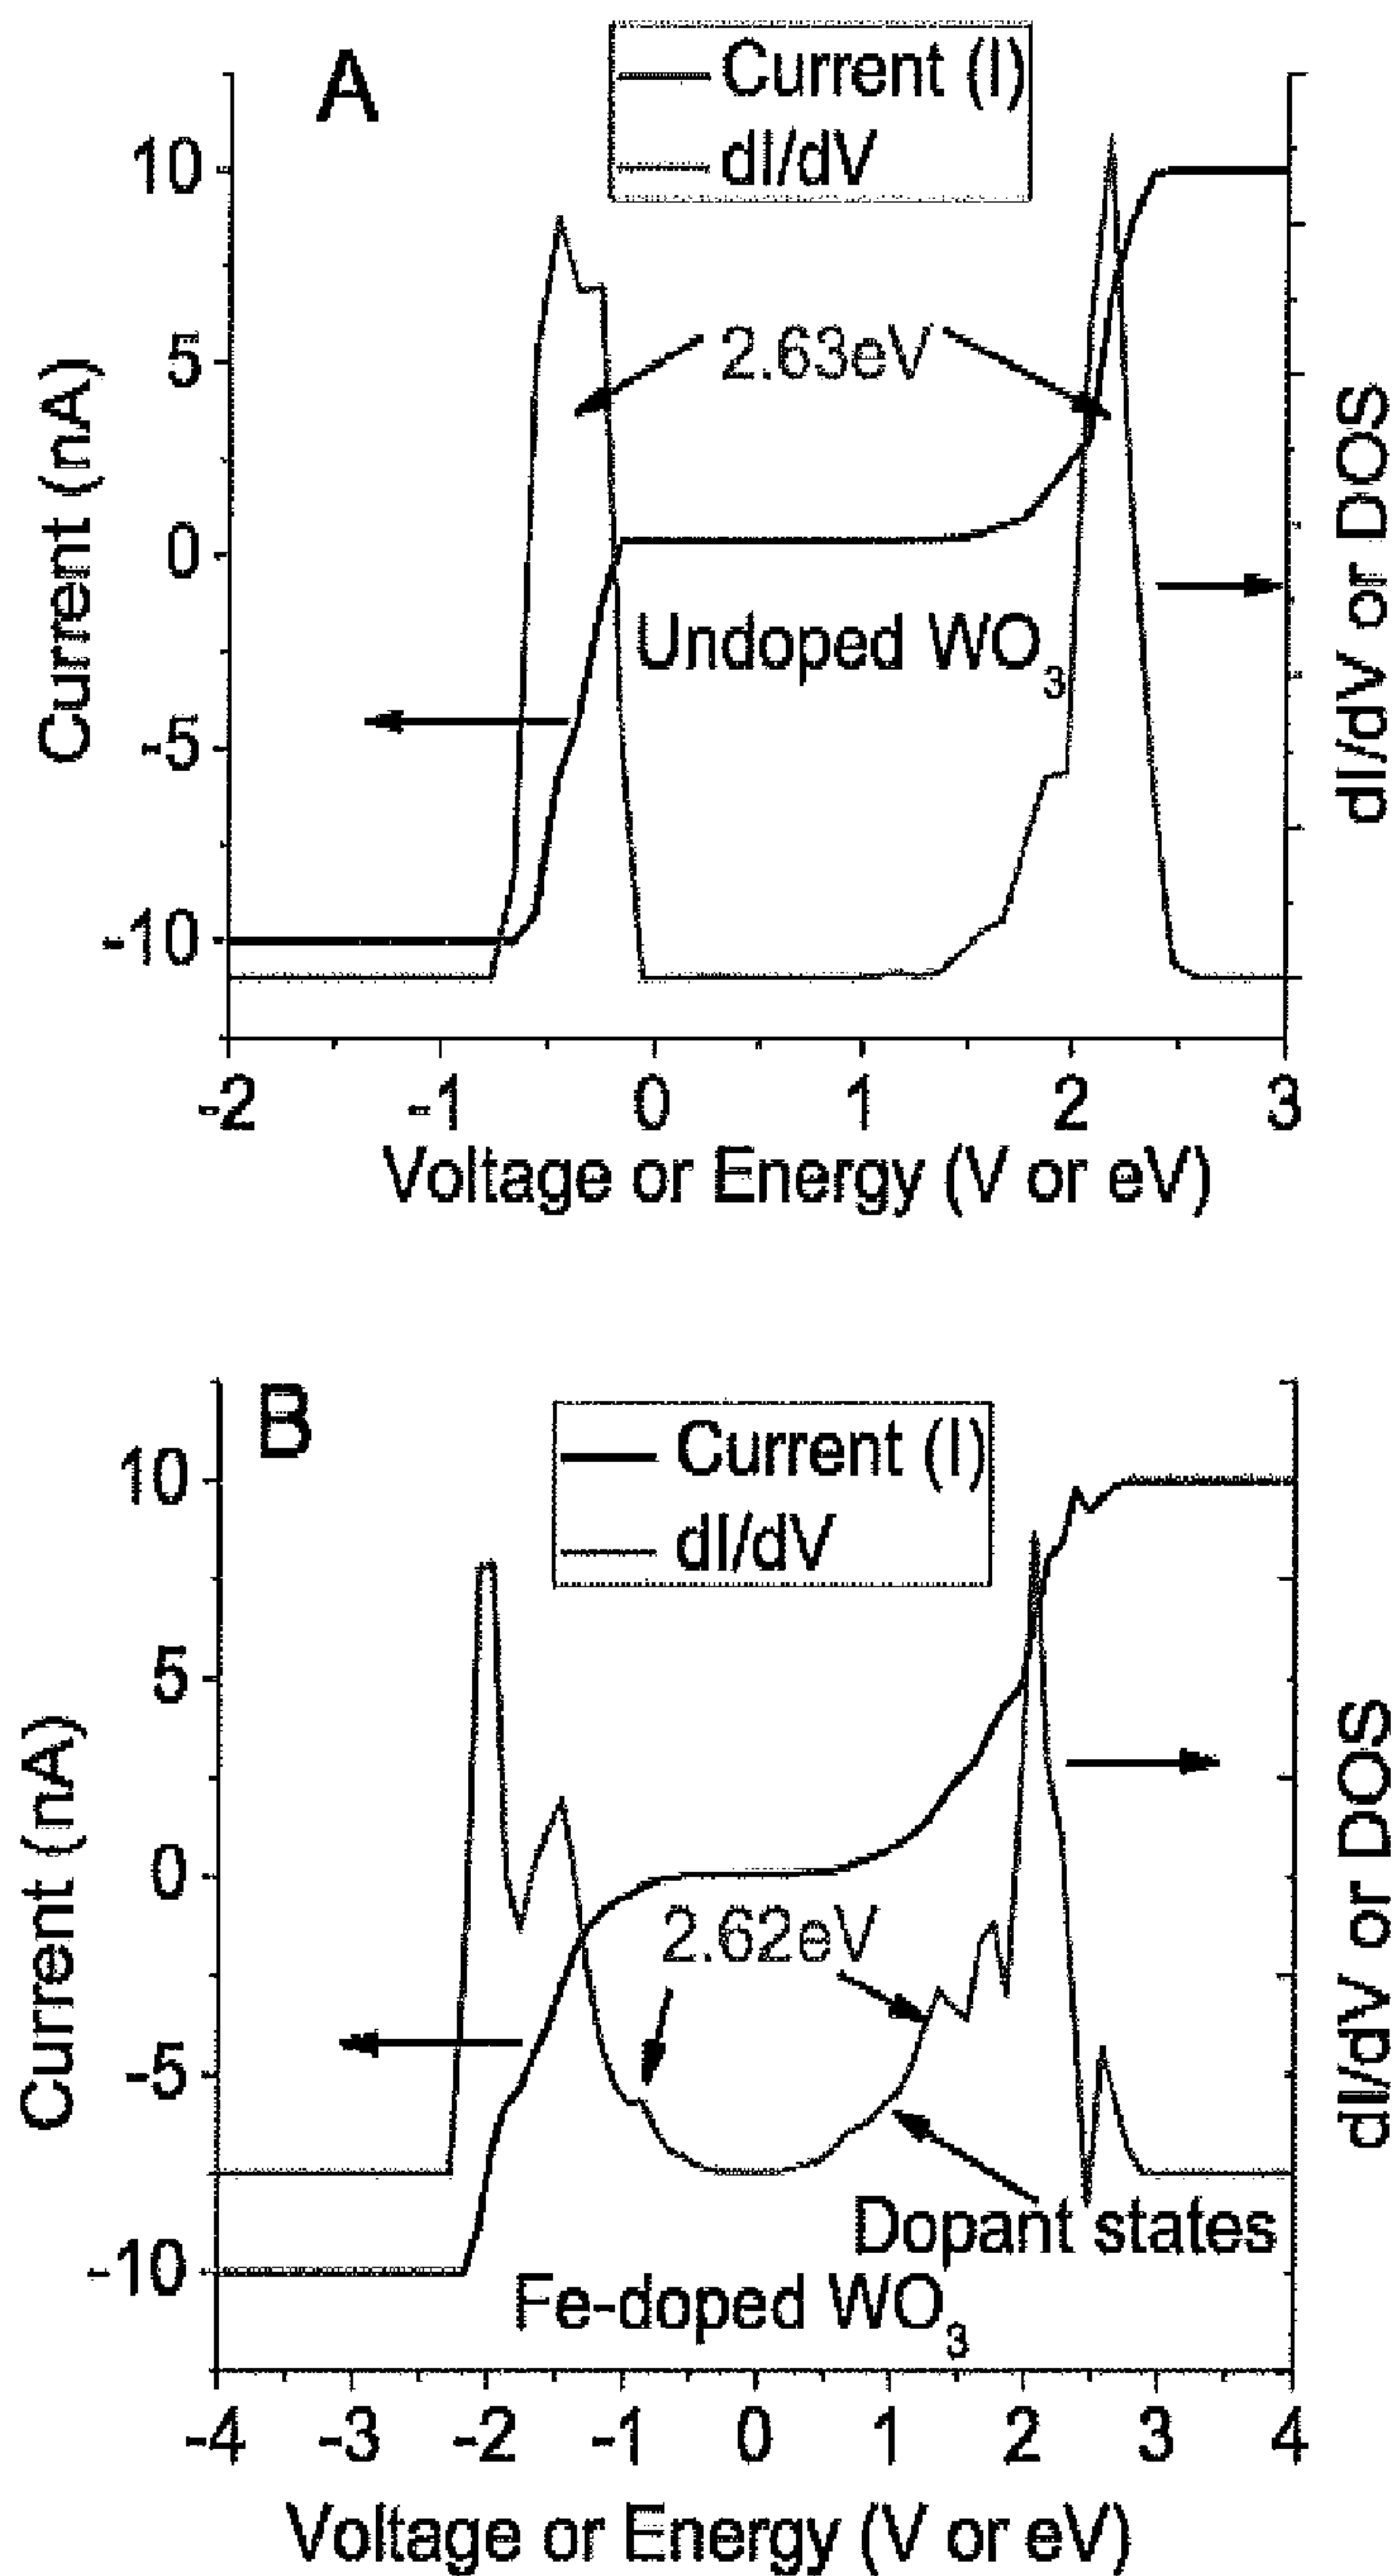 A
Current (I)
dI/dV
10
5
0
-5
-10
Current (nA)
2.63eV
Undoped WO3
dI/dV or DOS
-2 -1 0 1 2 3
Voltage or Energy (V or eV)
B
Current (I)
dI/dV
10
5
0
-5
-10
Current (nA)
2.62eV
Dopant states
Fe-doped WO3
dI/dV or DOS
-4 -3 -2 -1 0 1 2 3 4
Voltage or Energy (V or eV)